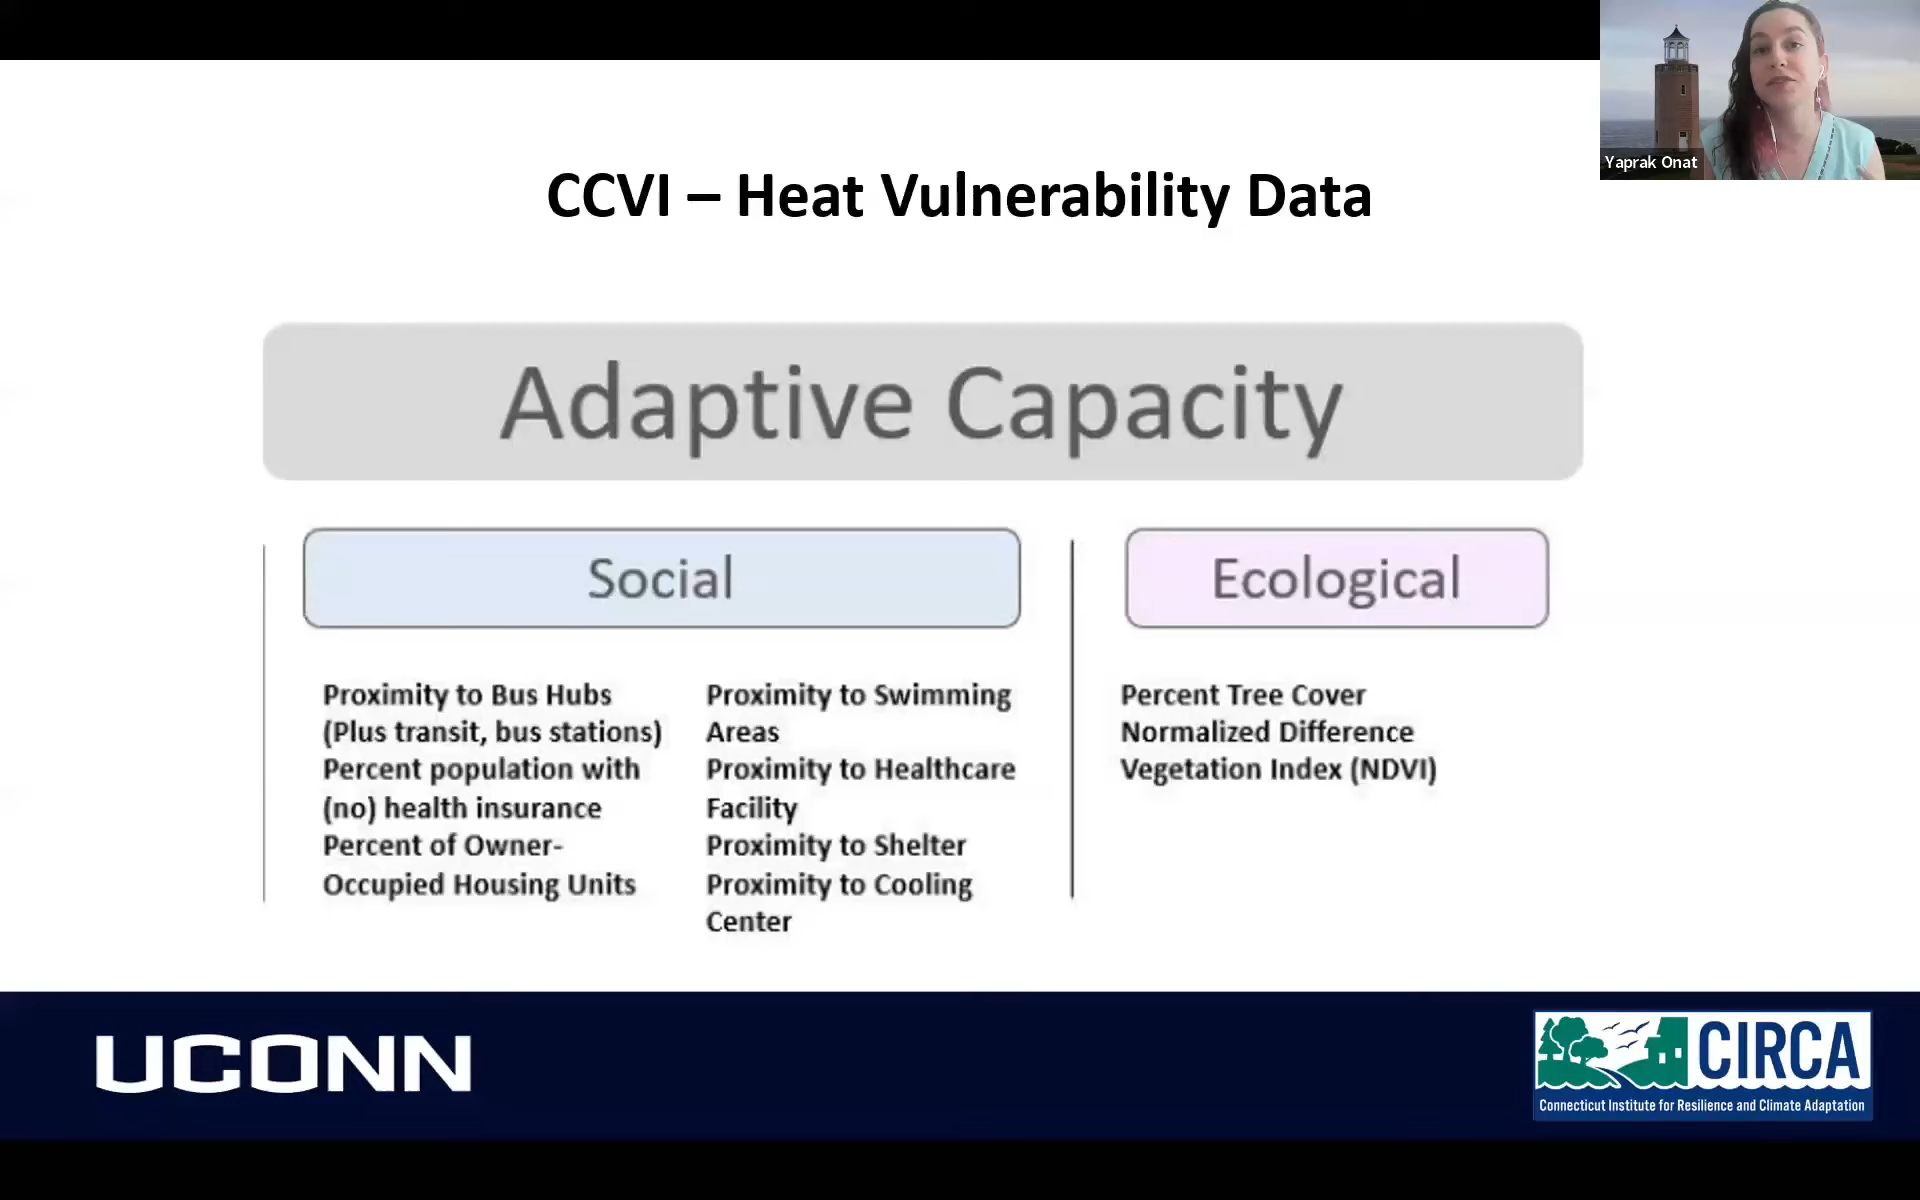 Yaprak Onat
CCVI – Heat Vulnerability Data
Adaptive Capacity
Social
Proximity to Bus Hubs
(Plus transit, bus stations)
Percent population with
(no) health insurance
Percent of Owner-
Occupied Housing Units
Proximity to Swimming
Areas
Proximity to Healthcare
Facility
Proximity to Shelter
Proximity to Cooling
Center
Ecological
Percent Tree Cover
Normalized Difference
Vegetation Index (NDVI)
UCONN
CIRCA
Connecticut Institute for Resilience and Climate Adaptation